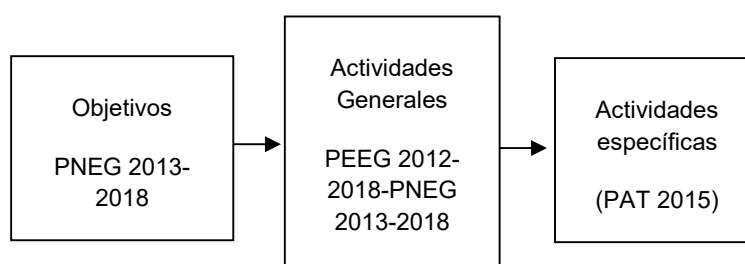 Objetivos
PNEG 2013-
2018
Actividades
Generales
PEEG 2012-
2018-PNEG
2013-2018
Actividades
específicas
(PAT 2015)